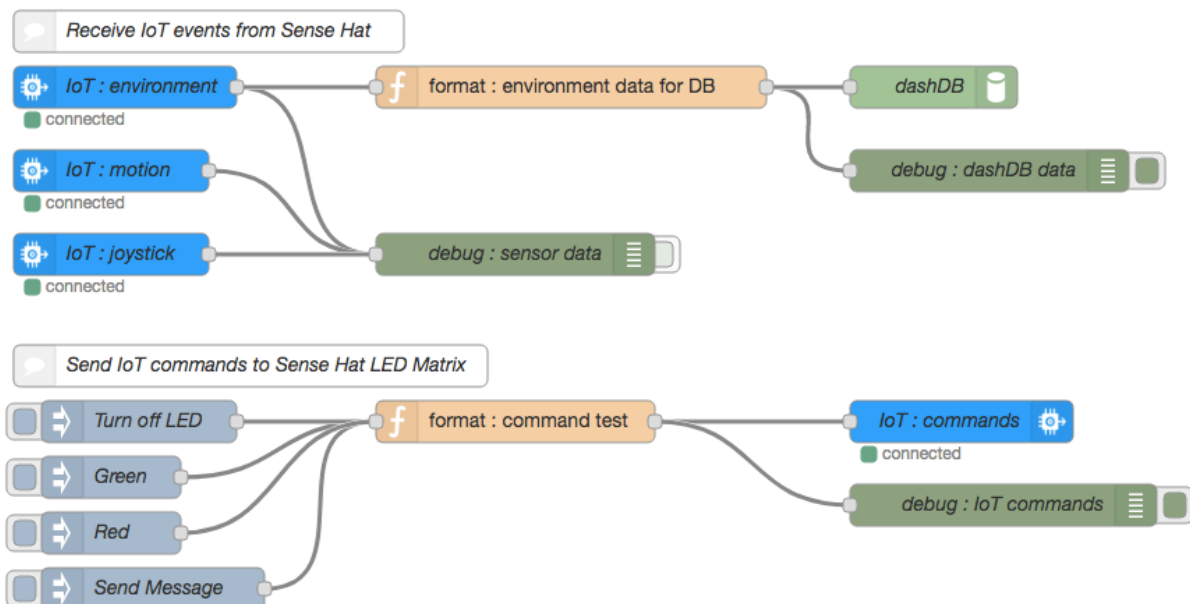 Receive IoT events from Sense Hat
IoT : environment
format : environment data for DB
dashDB
connected
IoT : motion
debug : dashDB data
connected
IoT : joystick
debug : sensor data
connected
Send IoT commands to Sense Hat LED Matrix
Turn off LED
format : command test
IoT : commands
connected
Green
debug : IoT commands
Red
Send Message